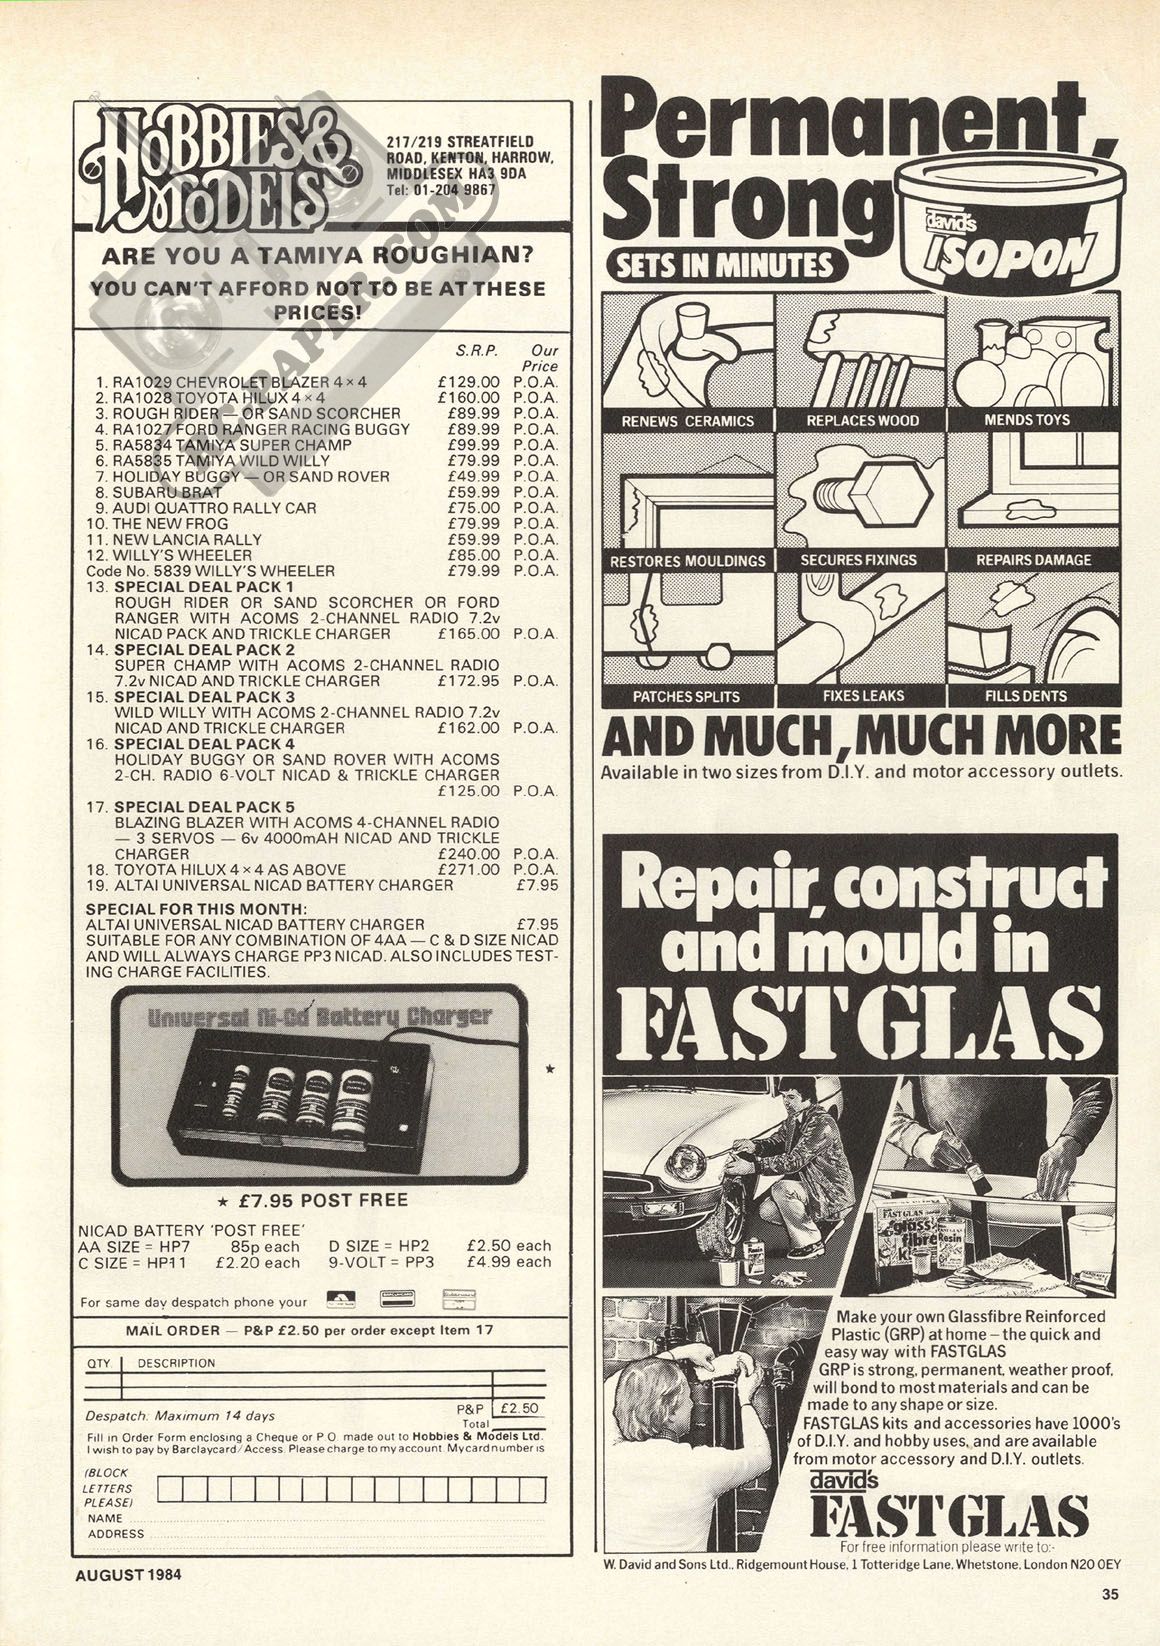 HOBBIES &
MODELS
217/219 STREATFIELD
ROAD, KENTON, HARROW,
MIDDLESEX HA3 9DA
Tel: 01-204 9867
ARE YOU A TAMIYA ROUGHIAN?
YOU CAN'T AFFORD NOT TO BE AT THESE
PRICES!
RCPAPER.COM
S.R.P. Our
Price
1. RA1029 CHEVROLET BLAZER 4×4 £129.00 P.O.A.
2. RA1028 TOYOTA HILUX 4×4 £160.00 P.O.A.
3. ROUGH RIDER — OR SAND SCORCHER £89.99 P.O.A.
4. RA1027 FORD RANGER RACING BUGGY £89.99 P.O.A.
5. RA5834 TAMIYA SUPER CHAMP £99.99 P.O.A.
6. RA5835 TAMIYA WILD WILLY £79.99 P.O.A.
7. HOLIDAY BUGGY — OR SAND ROVER £49.99 P.O.A.
8. SUBARU BRAT £59.99 P.O.A.
9. AUDI QUATTRO RALLY CAR £75.00 P.O.A.
10. THE NEW FROG £79.99 P.O.A.
11. NEW LANCIA RALLY £59.99 P.O.A.
12. WILLY'S WHEELER £85.00 P.O.A.
Code No. 5839 WILLY'S WHEELER £79.99 P.O.A.
13. SPECIAL DEAL PACK 1
ROUGH RIDER OR SAND SCORCHER OR FORD
RANGER WITH ACOMS 2-CHANNEL RADIO 7.2v
NICAD PACK AND TRICKLE CHARGER £165.00 P.O.A.
14. SPECIAL DEAL PACK 2
SUPER CHAMP WITH ACOMS 2-CHANNEL RADIO
7.2v NICAD AND TRICKLE CHARGER £172.95 P.O.A.
15. SPECIAL DEAL PACK 3
WILD WILLY WITH ACOMS 2-CHANNEL RADIO 7.2v
NICAD AND TRICKLE CHARGER £162.00 P.O.A.
16. SPECIAL DEAL PACK 4
HOLIDAY BUGGY OR SAND ROVER WITH ACOMS
2-CH. RADIO 6-VOLT NICAD & TRICKLE CHARGER
£125.00 P.O.A.
17. SPECIAL DEAL PACK 5
BLAZING BLAZER WITH ACOMS 4-CHANNEL RADIO
— 3 SERVOS — 6v 4000mAH NICAD AND TRICKLE
CHARGER £240.00 P.O.A.
18. TOYOTA HILUX 4×4 AS ABOVE £271.00 P.O.A.
19. ALTAI UNIVERSAL NICAD BATTERY CHARGER £7.95
SPECIAL FOR THIS MONTH:
ALTAI UNIVERSAL NICAD BATTERY CHARGER £7.95
SUITABLE FOR ANY COMBINATION OF 4AA — C & D SIZE NICAD
AND WILL ALWAYS CHARGE PP3 NICAD. ALSO INCLUDES TEST-
ING CHARGE FACILITIES.
Universal Ni-Cd Battery Charger
★
★ £7.95 POST FREE
NICAD BATTERY 'POST FREE'
AA SIZE = HP7 85p each D SIZE = HP2 £2.50 each
C SIZE = HP11 £2.20 each 9-VOLT = PP3 £4.99 each
For same day despatch phone your
MAIL ORDER — P&P £2.50 per order except Item 17
QTY. DESCRIPTION
P&P £2.50
Despatch: Maximum 14 days
Total
Fill in Order Form enclosing a Cheque or P.O. made out to Hobbies & Models Ltd.
I wish to pay by Barclaycard/Access. Please charge to my account. My card number is
(BLOCK
LETTERS
PLEASE)
NAME
ADDRESS
AUGUST 1984
Permanent,
Strong
SETS IN MINUTES
david's
ISOPON
RENEWS CERAMICS
REPLACES WOOD
MENDS TOYS
RESTORES MOULDINGS
SECURES FIXINGS
REPAIRS DAMAGE
PATCHES SPLITS
FIXES LEAKS
FILLS DENTS
AND MUCH, MUCH MORE
Available in two sizes from D.I.Y. and motor accessory outlets.
Repair, construct
and mould in
FASTGLAS
FASTGLAS
glass
fibre
kit
Resin
Resin
Make your own Glassfibre Reinforced
Plastic (GRP) at home – the quick and
easy way with FASTGLAS
GRP is strong, permanent, weather proof,
will bond to most materials and can be
made to any shape or size.
FASTGLAS kits and accessories have 1000's
of D.I.Y. and hobby uses, and are available
from motor accessory and D.I.Y. outlets.
david's
FASTGLAS
For free information please write to:-
W. David and Sons Ltd., Ridgemount House, 1 Totteridge Lane, Whetstone, London N20 0EY
35